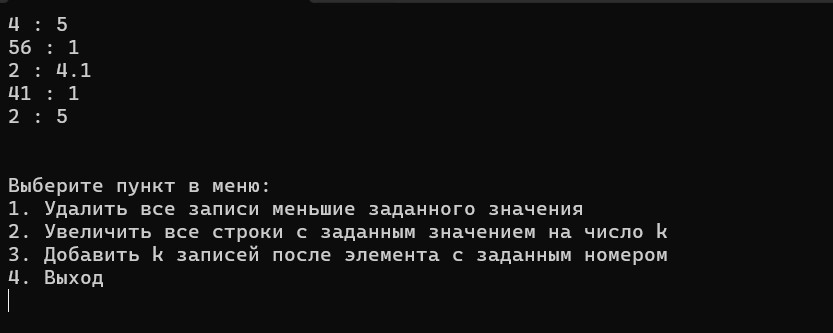 4 : 5
56 : 1
2 : 4.1
41 : 1
2 : 5
Выберите пункт в меню:
1. Удалить все записи меньшие заданного значения
2. Увеличить все строки с заданным значением на число k
3. Добавить k записей после элемента с заданным номером
4. Выход